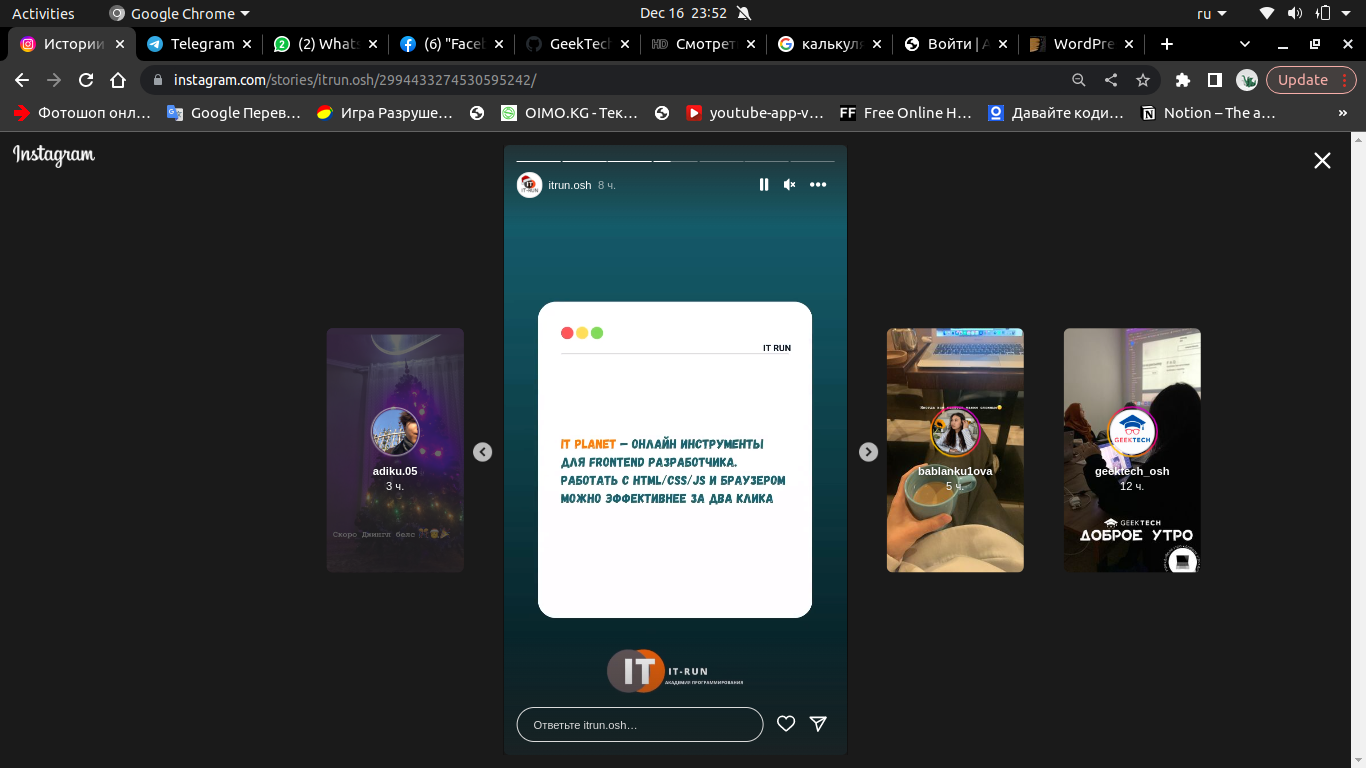 Activities
Google Chrome
Dec 16 23:52
ru
Истории
Telegram
(2) Whats
(6) "Faceb
GeekTech
Смотреть
калькуля
Войти | A
WordPre
instagram.com/stories/itrun.osh/2994433274530595242/
Update
Фотошоп онл…
Google Перев…
Игра Разруше…
OIMO.KG - Тек…
youtube-app-v…
FF
Free Online H…
Давайте коди…
Notion – The a…
»
Instagram
itrun.osh 8 ч.
IT RUN
IT PLANET – ОНЛАЙН ИНСТРУМЕНТЫ
ДЛЯ FRONTEND РАЗРАБОТЧИКА.
РАБОТАТЬ С HTML/CSS/JS И БРАУЗЕРОМ
МОЖНО ЭФФЕКТИВНЕЕ ЗА ДВА КЛИКА
IT IT-RUN
АКАДЕМИЯ ПРОГРАММИРОВАНИЯ
Ответьте itrun.osh…
adiku.05
3 ч.
Скоро Джингл белс
bablanku1ova
5 ч.
GEEKTECH
geektech_osh
12 ч.
GEEKTECH
ДОБРОЕ УТРО